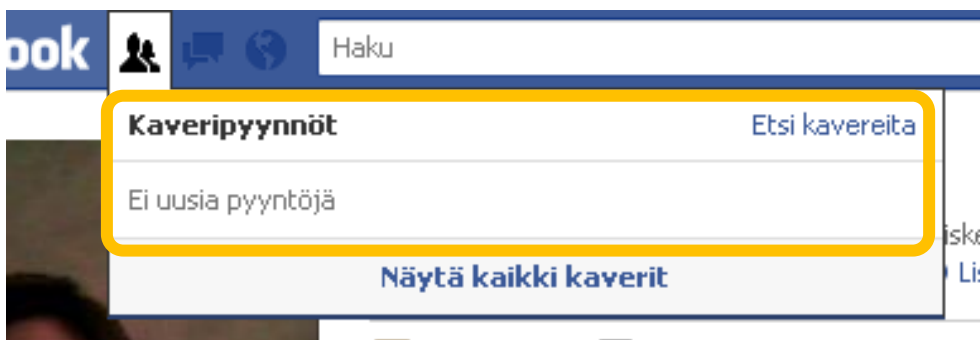 ook
Haku
Kaveripyynnöt Etsi kavereita
Ei uusia pyyntöjä
Näytä kaikki kaverit